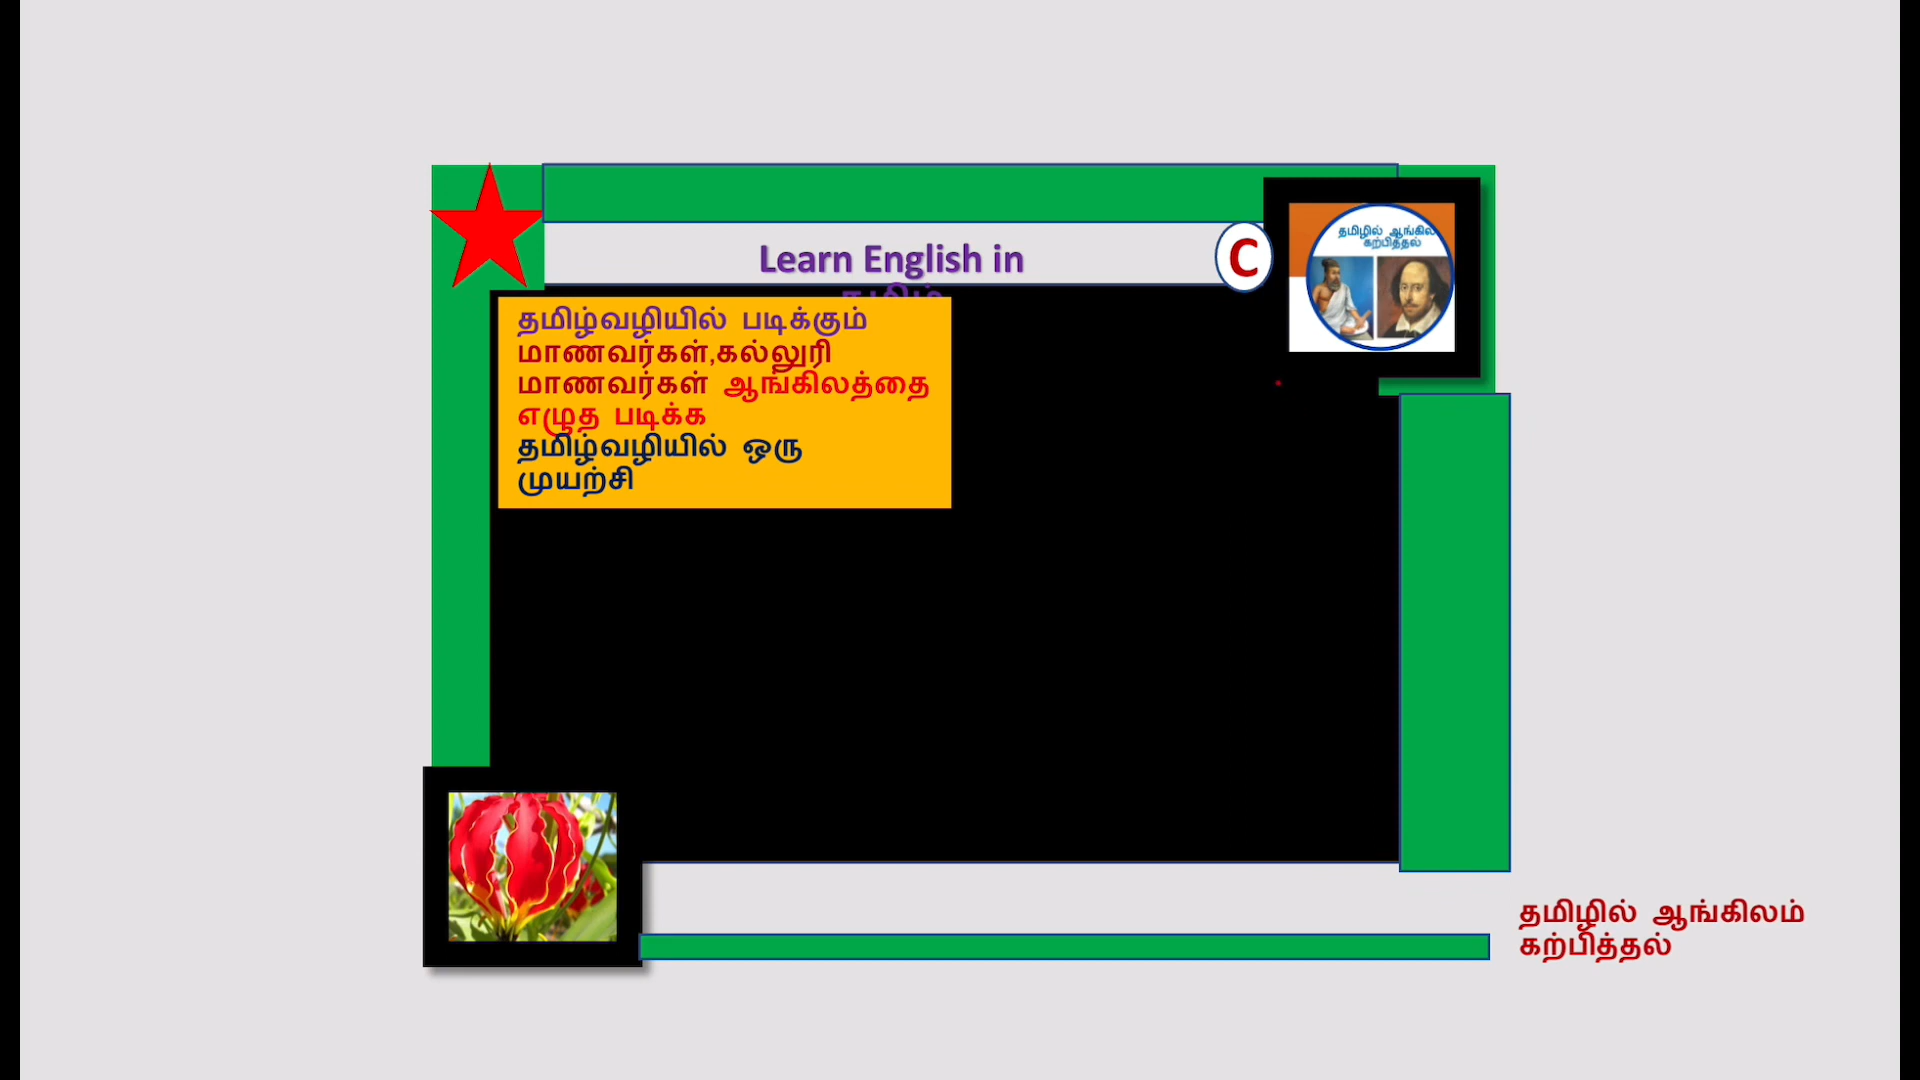 Learn English in
தமிழ்
C
தமிழில் ஆங்கில
கற்பித்தல்
தமிழ்வழியில் படிக்கும்
மாணவர்கள்,கல்லுரி
மாணவர்கள் ஆங்கிலத்தை
எழுத படிக்க
தமிழ்வழியில் ஒரு
முயற்சி
தமிழில் ஆங்கிலம்
கற்பித்தல்